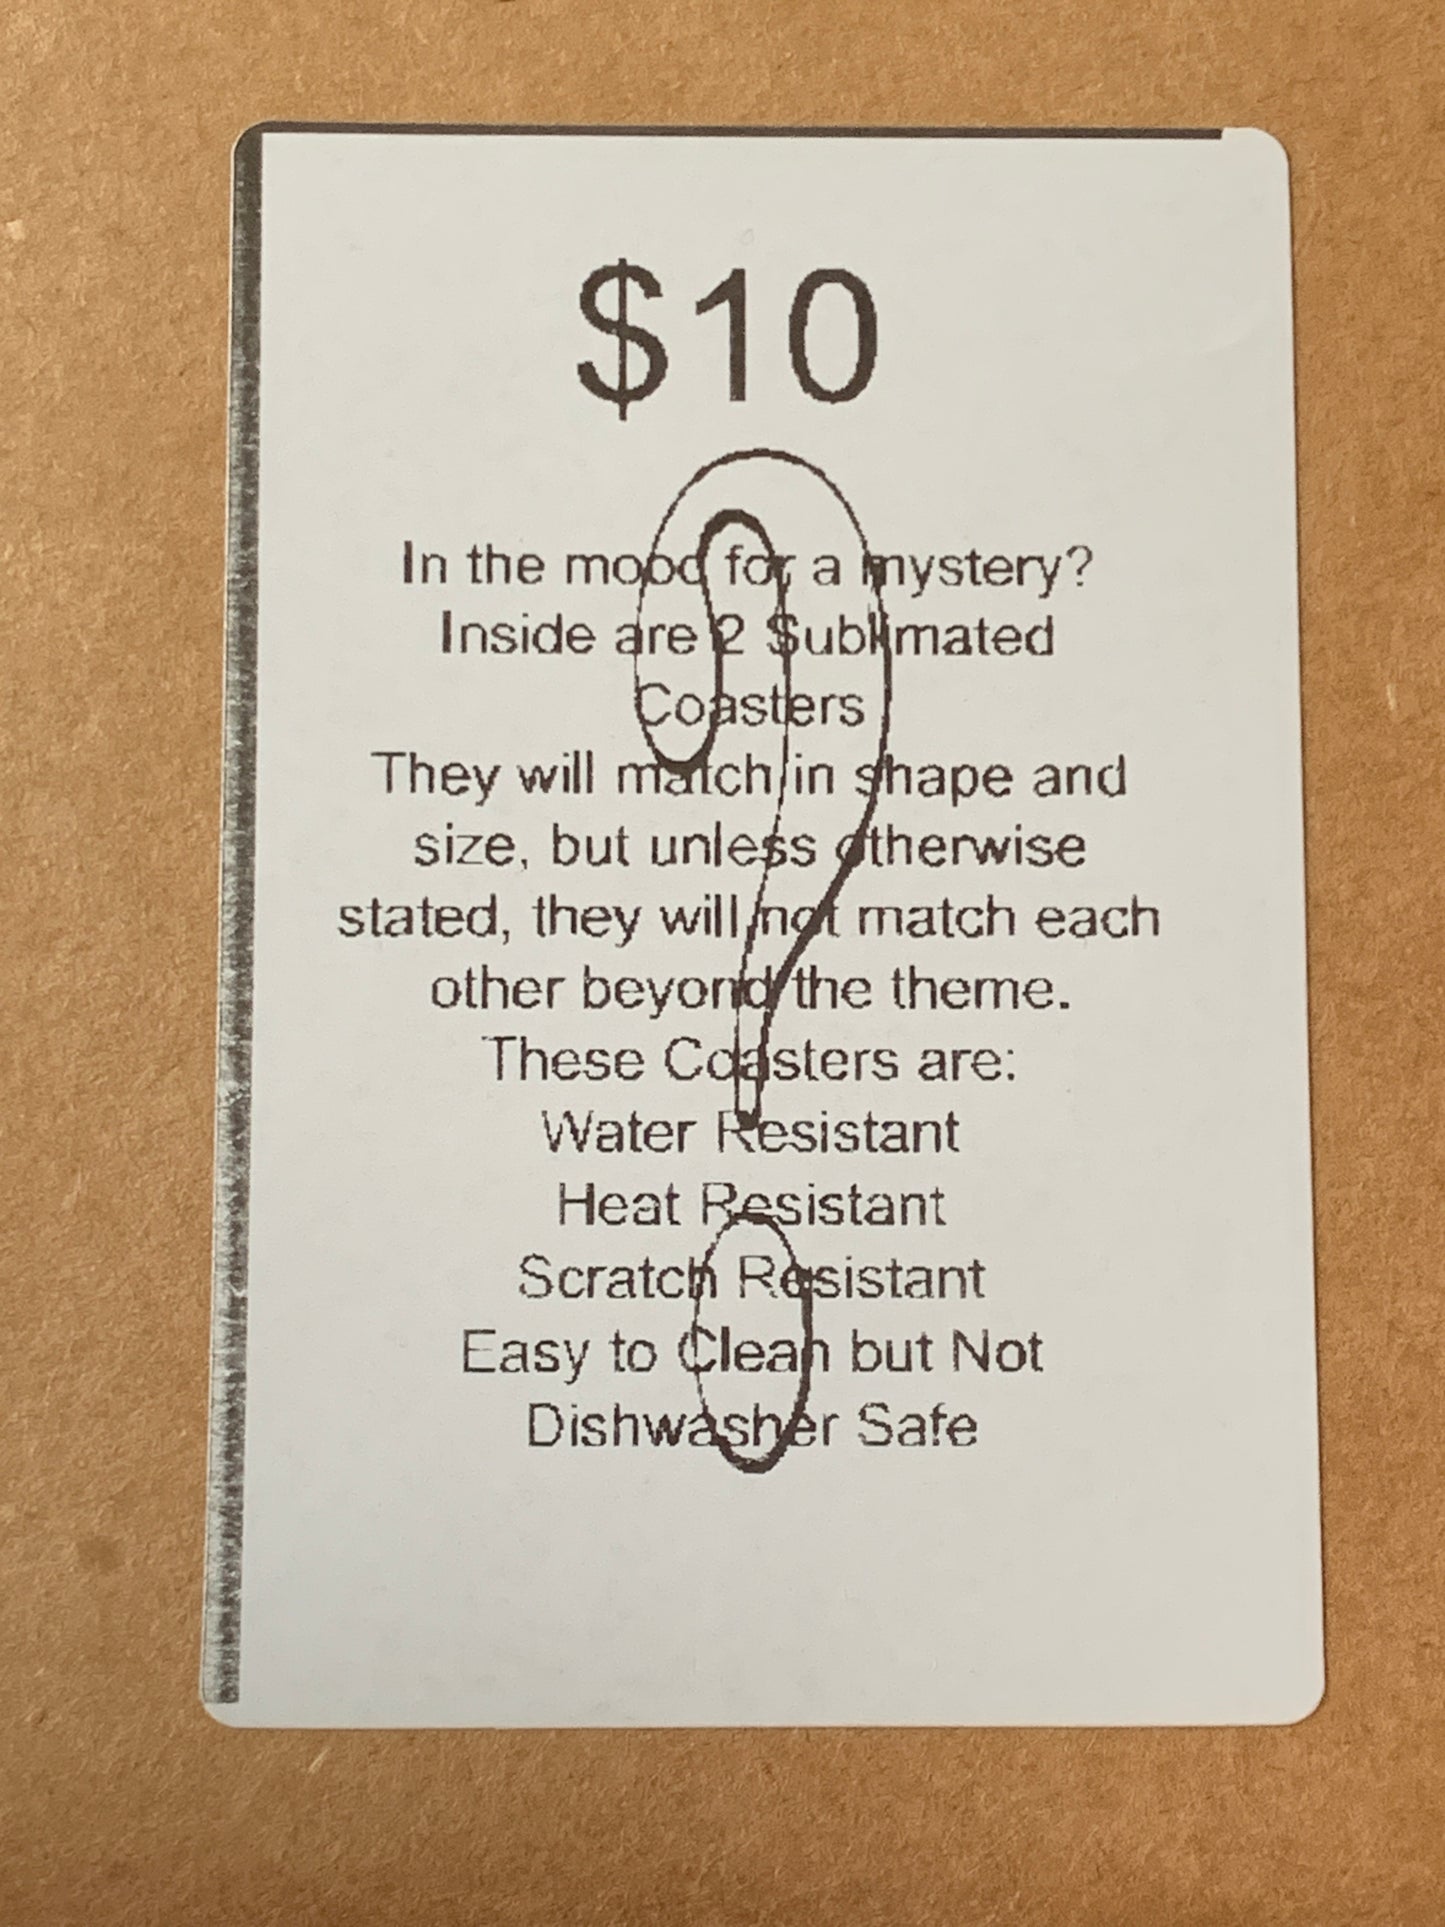 $10
In the mood for a mystery?
Inside are 2 Sublimated
Coasters
They will match in shape and
size, but unless otherwise
stated, they will not match each
other beyond the theme.
These Coasters are:
Water Resistant
Heat Resistant
Scratch Resistant
Easy to Clean but Not
Dishwasher Safe